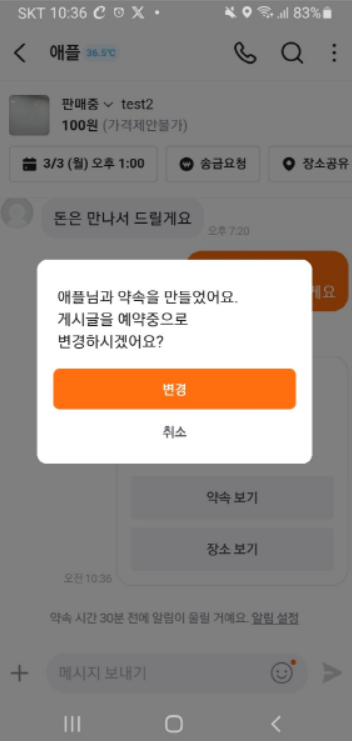 SKT 10:36
83%
애플 36.5℃
판매중 test2
100원 (가격제안불가)
3/3 (월) 오후 1:00
송금요청
장소공유
돈은 만나서 드릴게요
오후 7:20
게요
애플님과 약속을 만들었어요.
게시글을 예약중으로
변경하시겠어요?
변경
취소
약속 보기
장소 보기
오전 10:36
약속 시간 30분 전에 알림이 울릴 거예요. 알림 설정
메시지 보내기